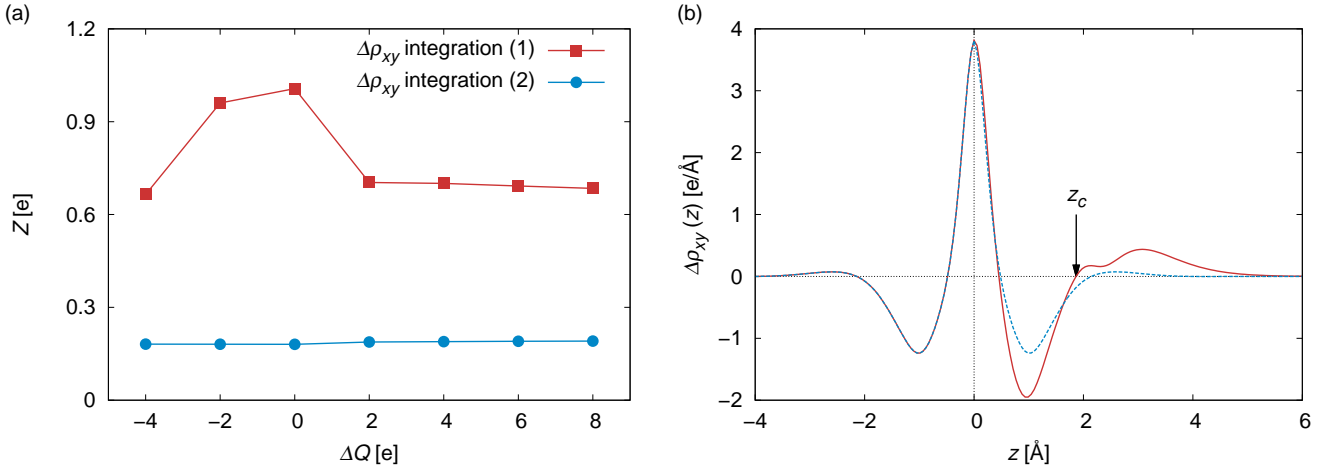 (a)
1.2
0.9
0.6
0.3
0
Z [e]
−4 −2 0 2 4 6 8
ΔQ [e]
Δρxy integration (1)
Δρxy integration (2)
(b)
4
3
2
1
0
−1
−2
Δρxy (z) [e/Å]
zc
−4 −2 0 2 4 6
z [Å]